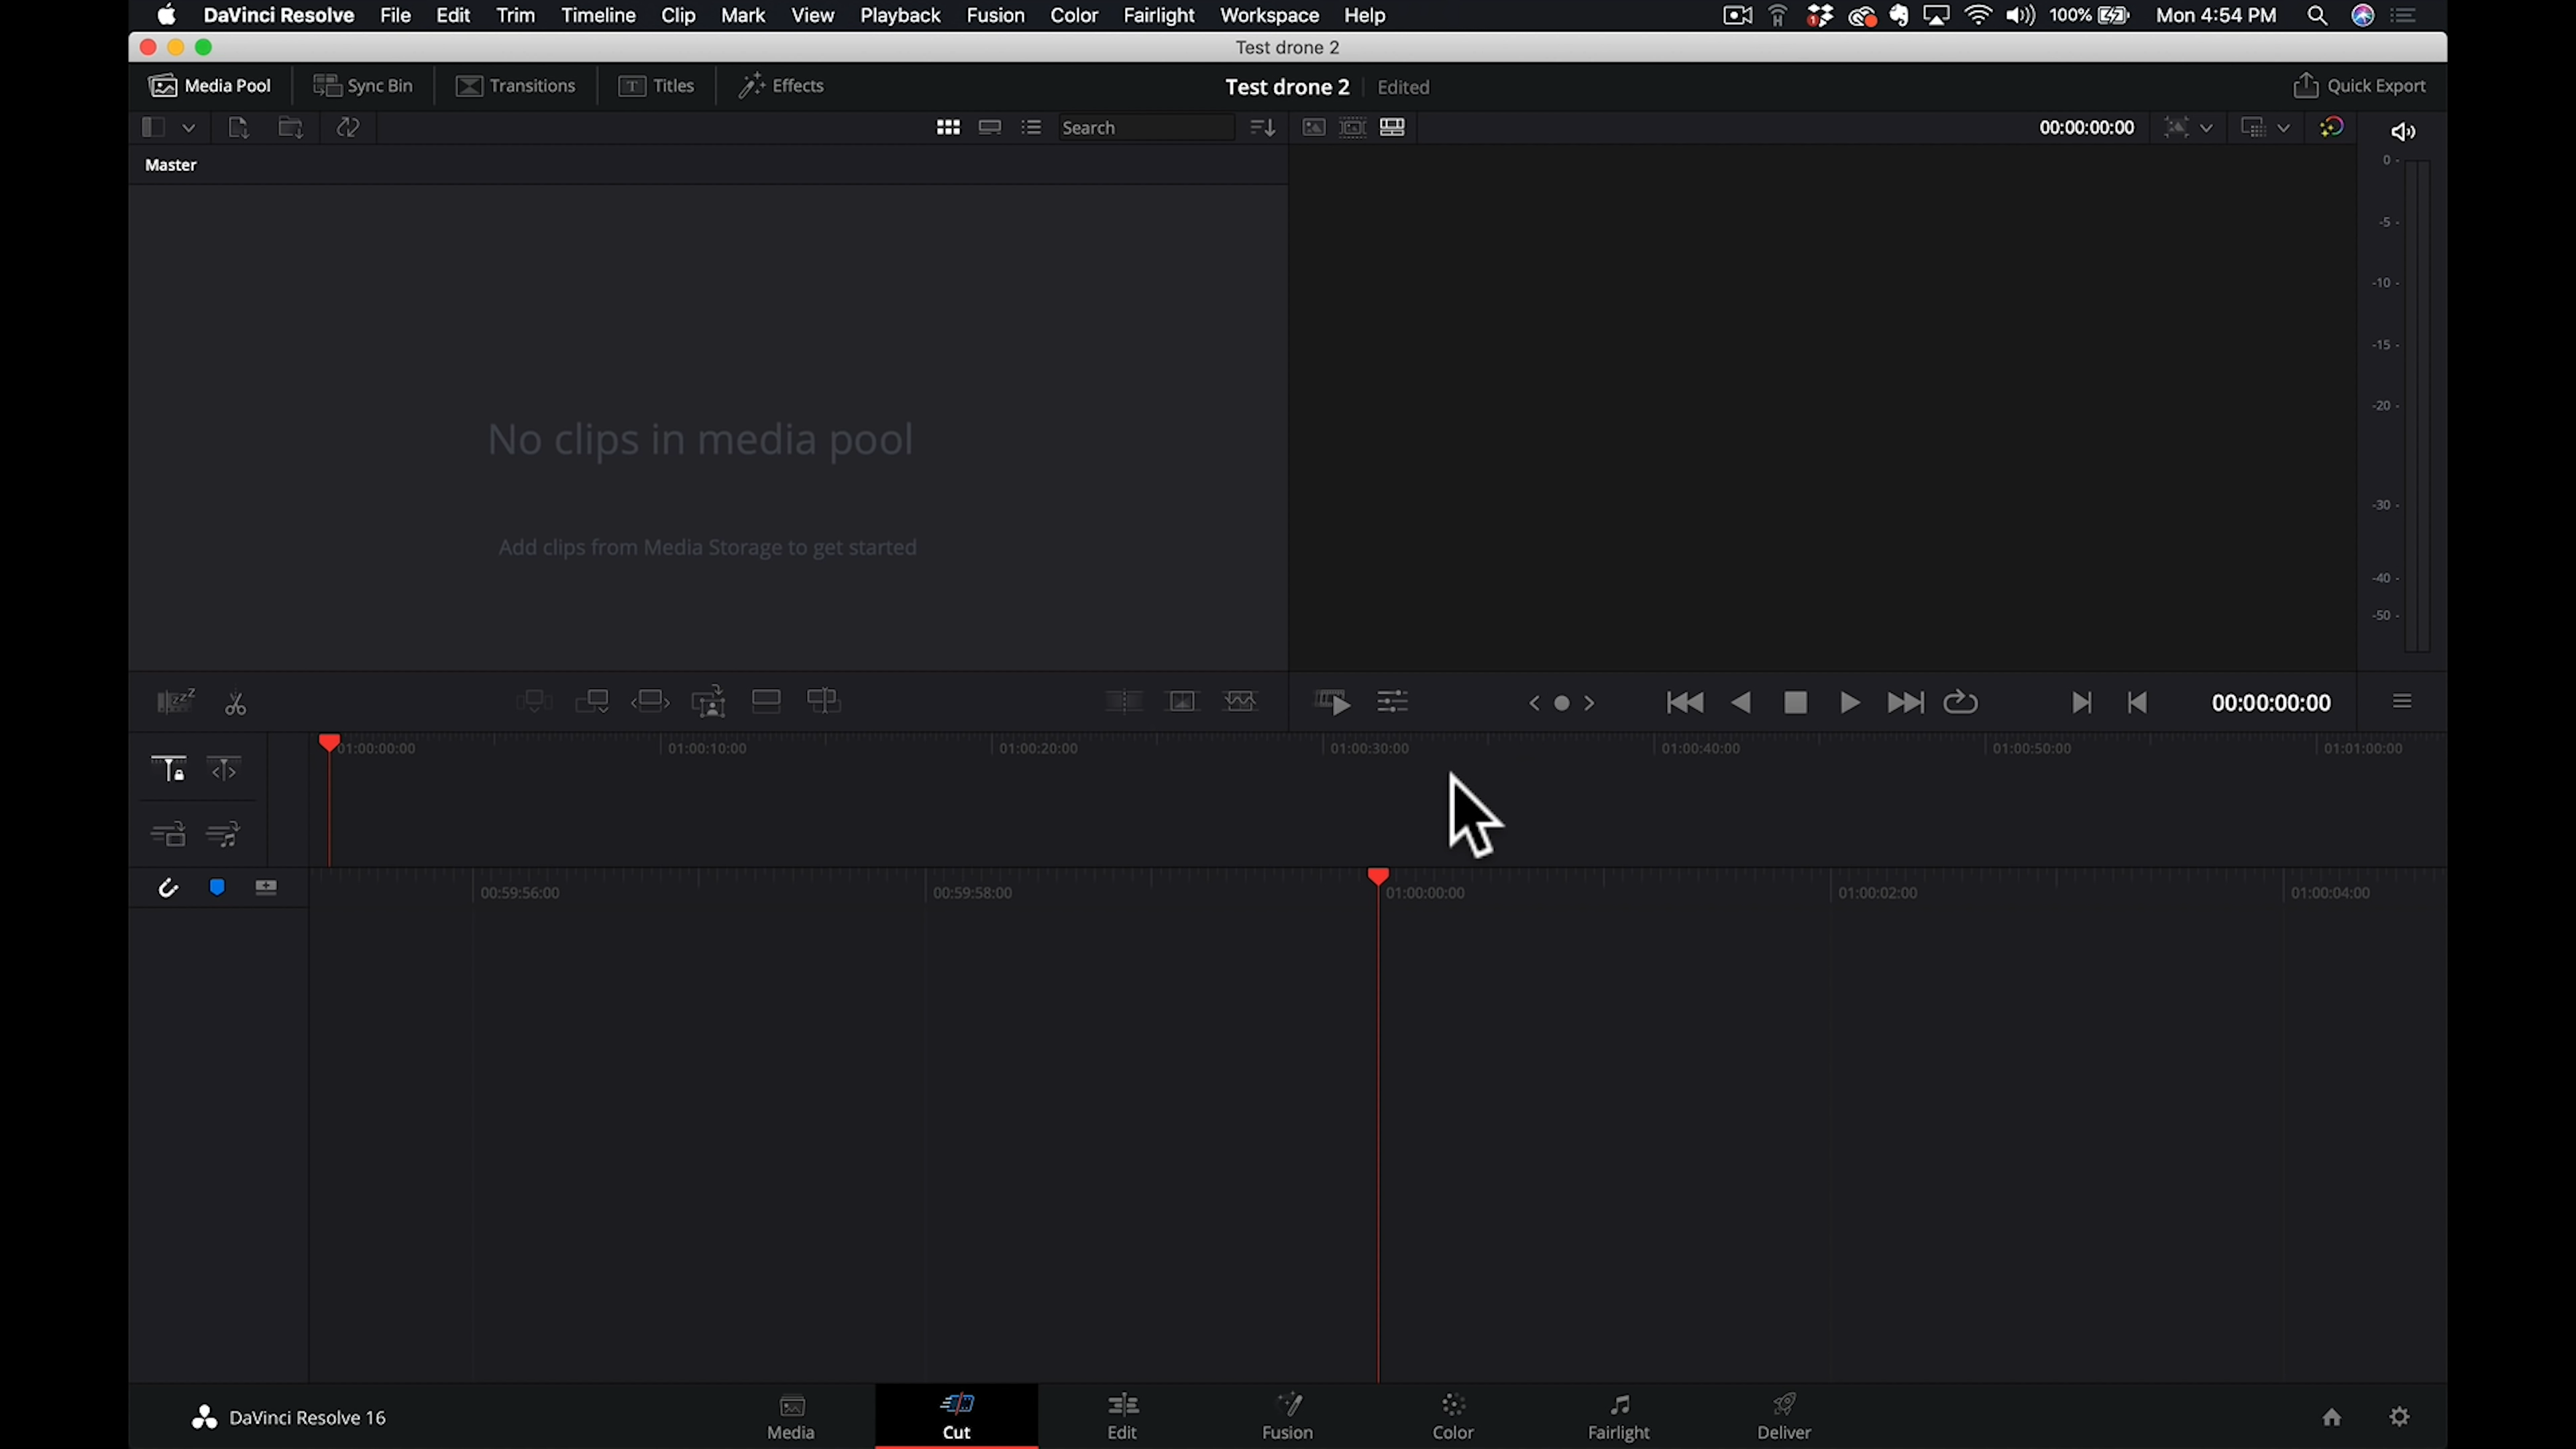 DaVinci Resolve File Edit Trim Timeline Clip Mark View Playback Fusion Color Fairlight Workspace Help 1 100% Mon 4:54 PM
Test drone 2
Media Pool Sync Bin Transitions Titles Effects Test drone 2 Edited Quick Export
Search 00:00:00:00
Master
0
-5
-10
-15
-20
-30
-40
-50
No clips in media pool
Add clips from Media Storage to get started
00:00:00:00
01:00:00:00 01:00:10:00 01:00:20:00 01:00:30:00 01:00:40:00 01:00:50:00 01:01:00:00
00:59:56:00 00:59:58:00 01:00:00:00 01:00:02:00 01:00:04:00
DaVinci Resolve 16
Media Cut Edit Fusion Color Fairlight Deliver